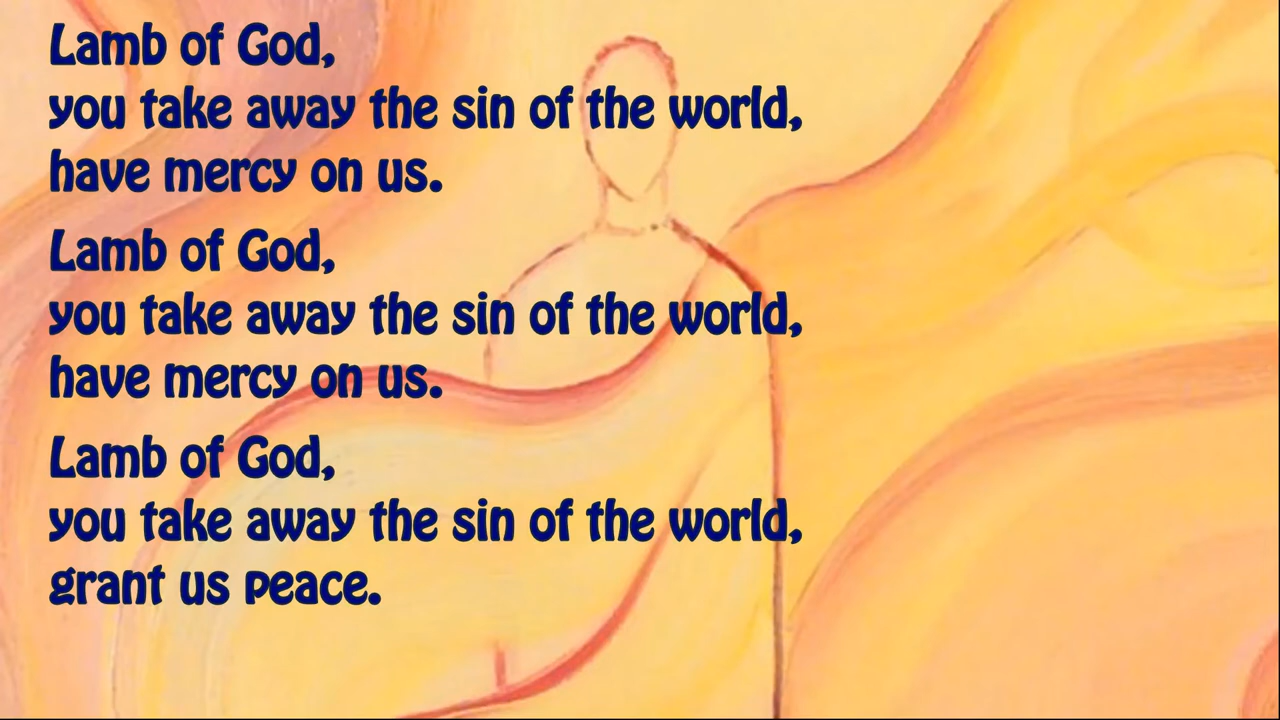 Lamb of God,
you take away the sin of the world,
have mercy on us.
Lamb of God,
you take away the sin of the world,
have mercy on us.
Lamb of God,
you take away the sin of the world,
grant us peace.